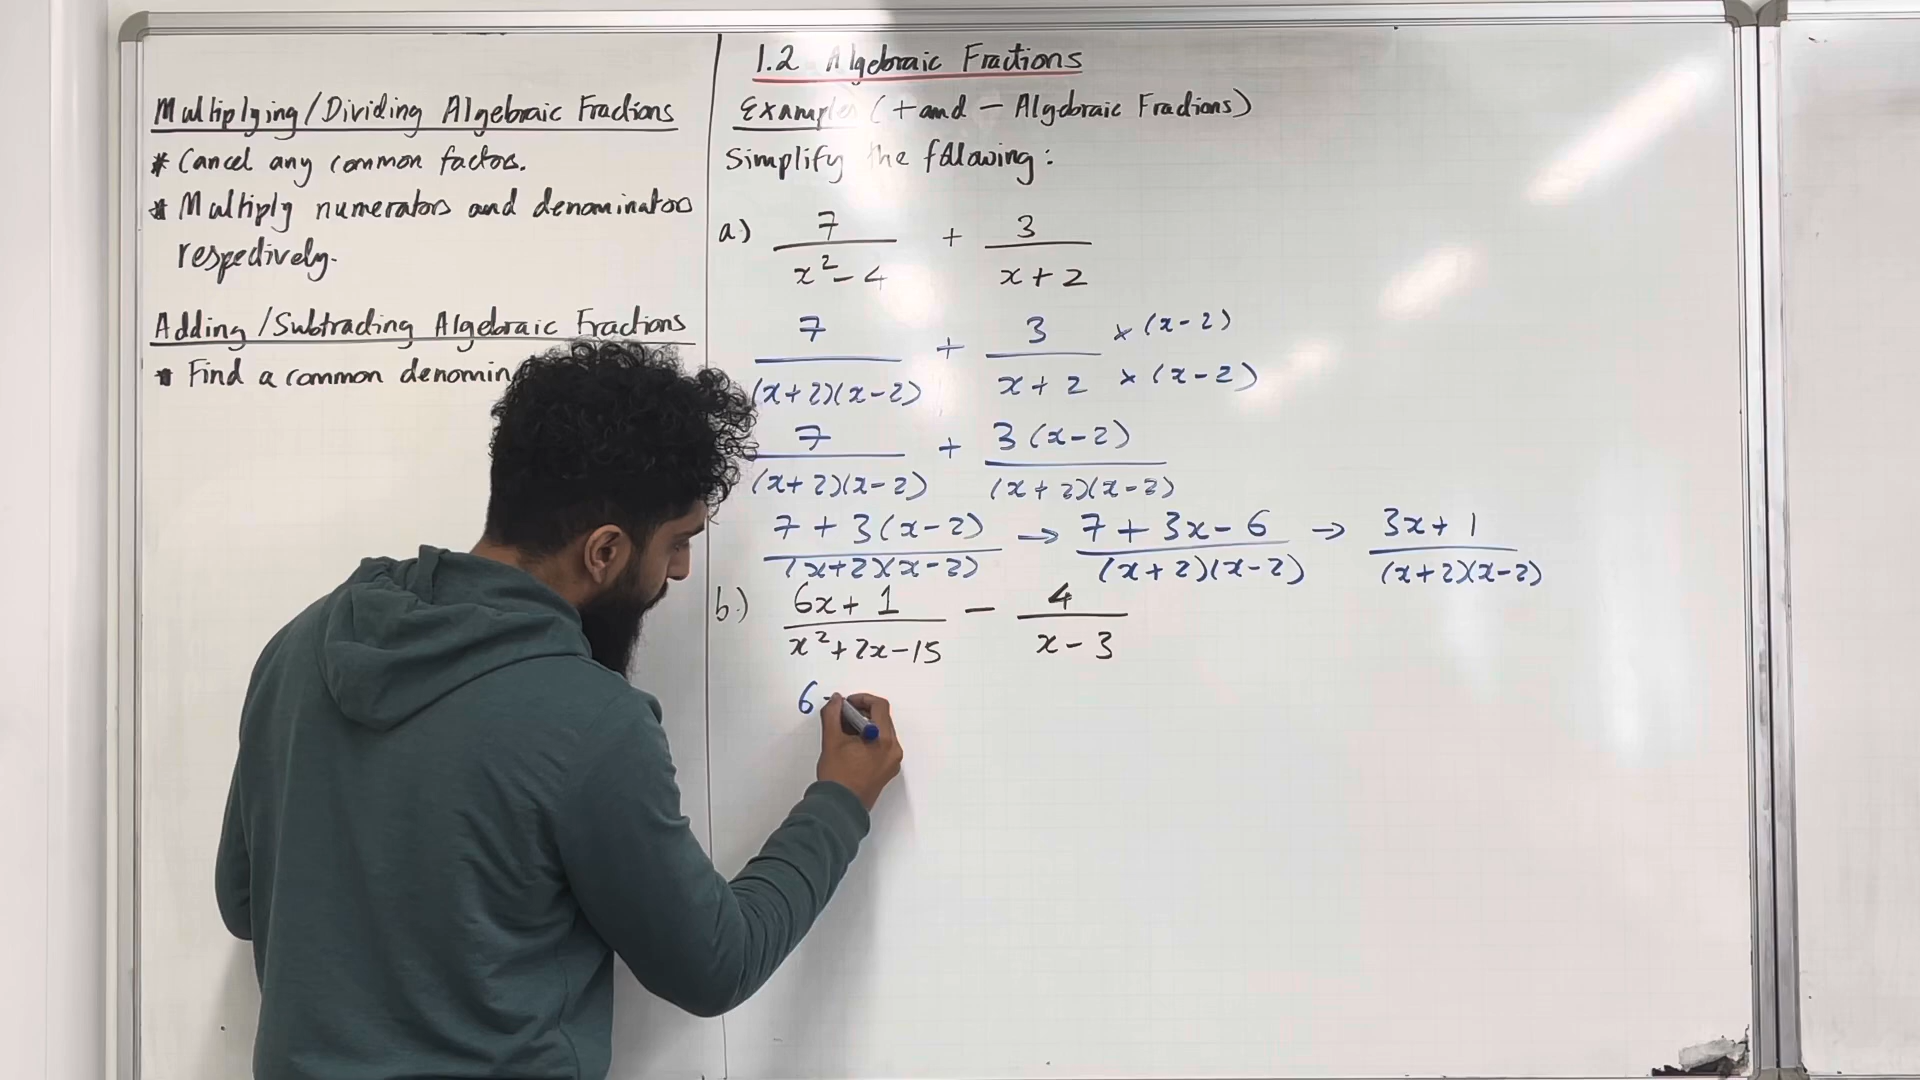 Multiplying/Dividing Algebraic Fractions
* Cancel any common factors.
* Multiply numerators and denominators
respectively.
Adding/Subtracting Algebraic Fractions
* Find a common denomin
1.2 Algebraic Fractions
Example (+ and − Algebraic Fractions)
Simplify the following:
a) 7/(x²−4) + 3/(x+2)
7/((x+2)(x−2)) + 3/(x+2) ×(x−2)/×(x−2)
7/((x+2)(x−2)) + 3(x−2)/((x+2)(x−2))
(7+3(x−2))/((x+2)(x−2)) → (7+3x−6)/((x+2)(x−2)) → (3x+1)/((x+2)(x−2))
b) (6x+1)/(x²+2x−15) − 4/(x−3)
6